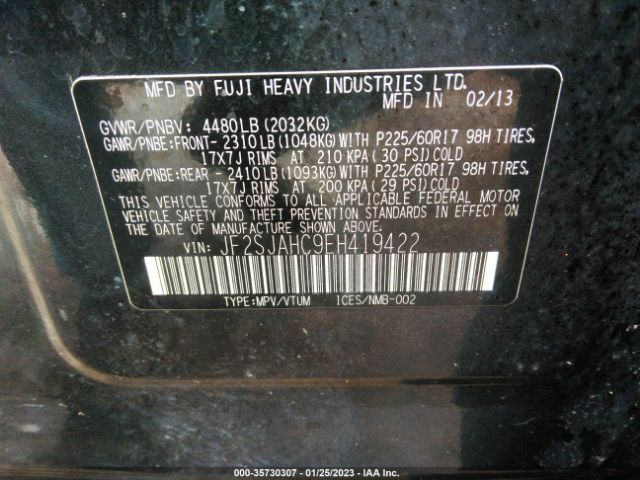 MFD BY FUJI HEAVY INDUSTRIES LTD.
MFD IN 02/13
GVWR/PNBV: 4480LB(2032KG)
GAWR/PNBE:FRONT- 2310LB(1048KG) WITH P225/60R17 98H TIRES,
17X7J RIMS AT 210 KPA( 30 PSI)COLD
GAWR/PNBE:REAR - 2410LB(1093KG) WITH P225/60R17 98H TIRES,
17X7J RIMS AT 200 KPA( 29 PSI)COLD
THIS VEHICLE CONFORMS TO ALL APPLICABLE FEDERAL MOTOR
VEHICLE SAFETY AND THEFT PREVENTION STANDARDS IN EFFECT ON
THE DATE OF MANUFACTURE SHOWN ABOVE.
VIN: JF2SJAHC9EH419422
TYPE:MPV/VTUM ICES/NMB-002
000-35730307 - 01/25/2023 - IAA Inc.